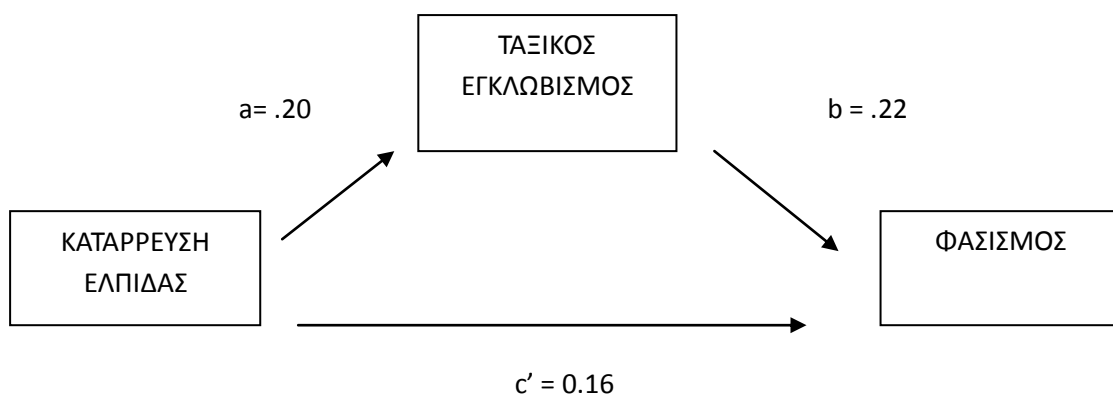 ΤΑΞΙΚΟΣ
ΕΓΚΛΩΒΙΣΜΟΣ
a= .20
b = .22
ΚΑΤΑΡΡΕΥΣΗ
ΕΛΠΙΔΑΣ
ΦΑΣΙΣΜΟΣ
c’ = 0.16